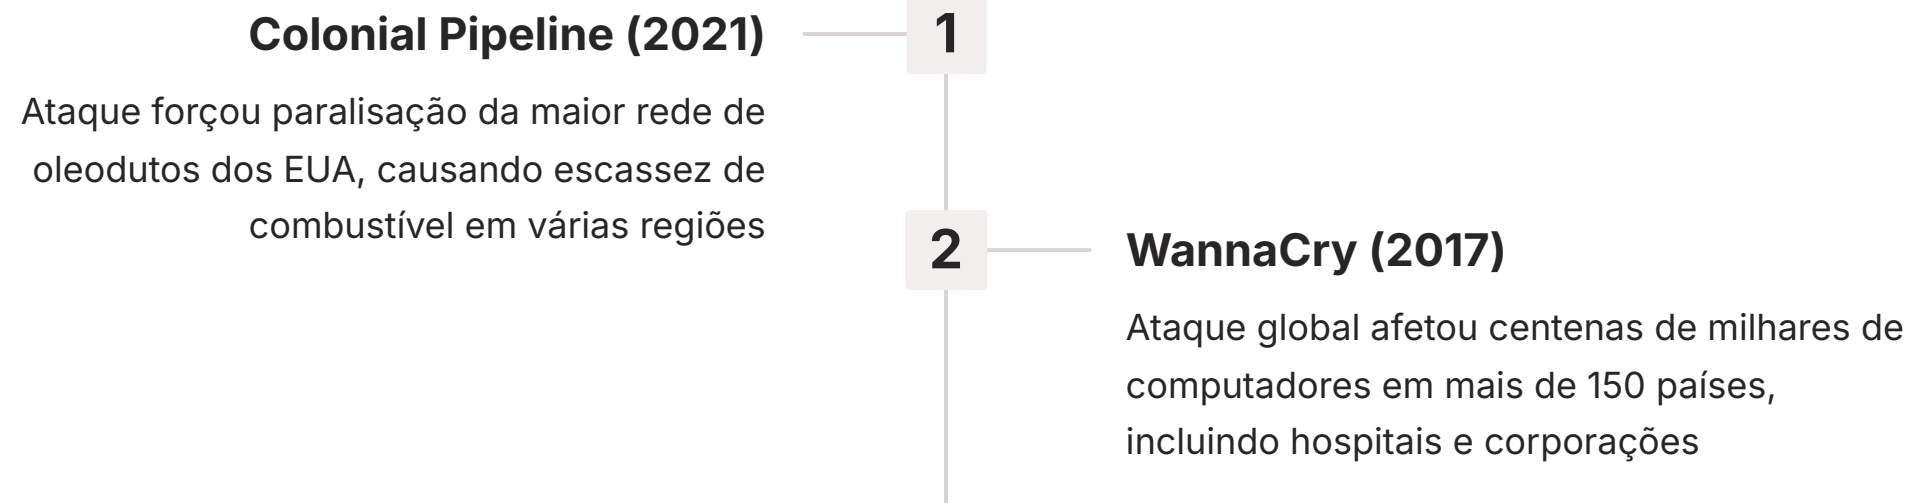 Colonial Pipeline (2021)
1
Ataque forçou paralisação da maior rede de
oleodutos dos EUA, causando escassez de
combustível em várias regiões
2
WannaCry (2017)
Ataque global afetou centenas de milhares de
computadores em mais de 150 países,
incluindo hospitais e corporações